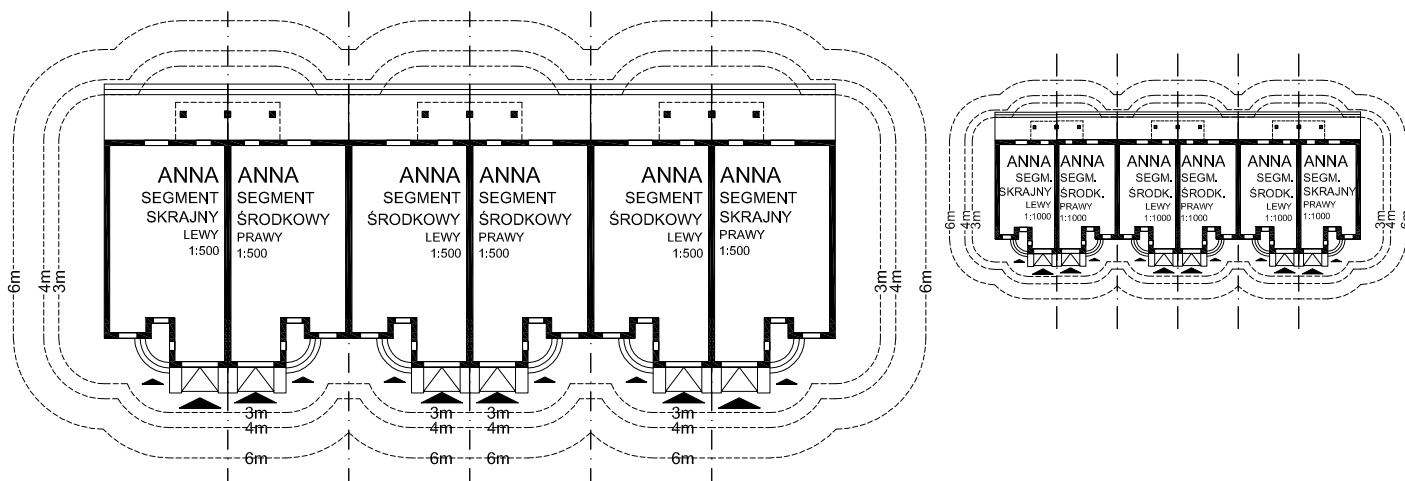 ANNA
SEGMENT
SKRAJNY
LEWY
1:500
ANNA
SEGMENT
ŚRODKOWY
PRAWY
1:500
ANNA
SEGMENT
ŚRODKOWY
LEWY
1:500
ANNA
SEGMENT
ŚRODKOWY
PRAWY
1:500
ANNA
SEGMENT
ŚRODKOWY
LEWY
1:500
ANNA
SEGMENT
SKRAJNY
PRAWY
1:500
6m 4m 3m
3m 4m 6m
3m 3m 3m 3m
4m 4m 4m 4m
6m 6m 6m 6m
ANNA
SEGM.
SKRAJNY
LEWY
1:1000
ANNA
SEGM.
ŚRODK.
PRAWY
1:1000
ANNA
SEGM.
ŚRODK.
LEWY
1:1000
ANNA
SEGM.
ŚRODK.
PRAWY
1:1000
ANNA
SEGM.
ŚRODK.
LEWY
1:1000
ANNA
SEGM.
SKRAJNY
PRAWY
1:1000
6m 4m 3m
3m 4m 6m